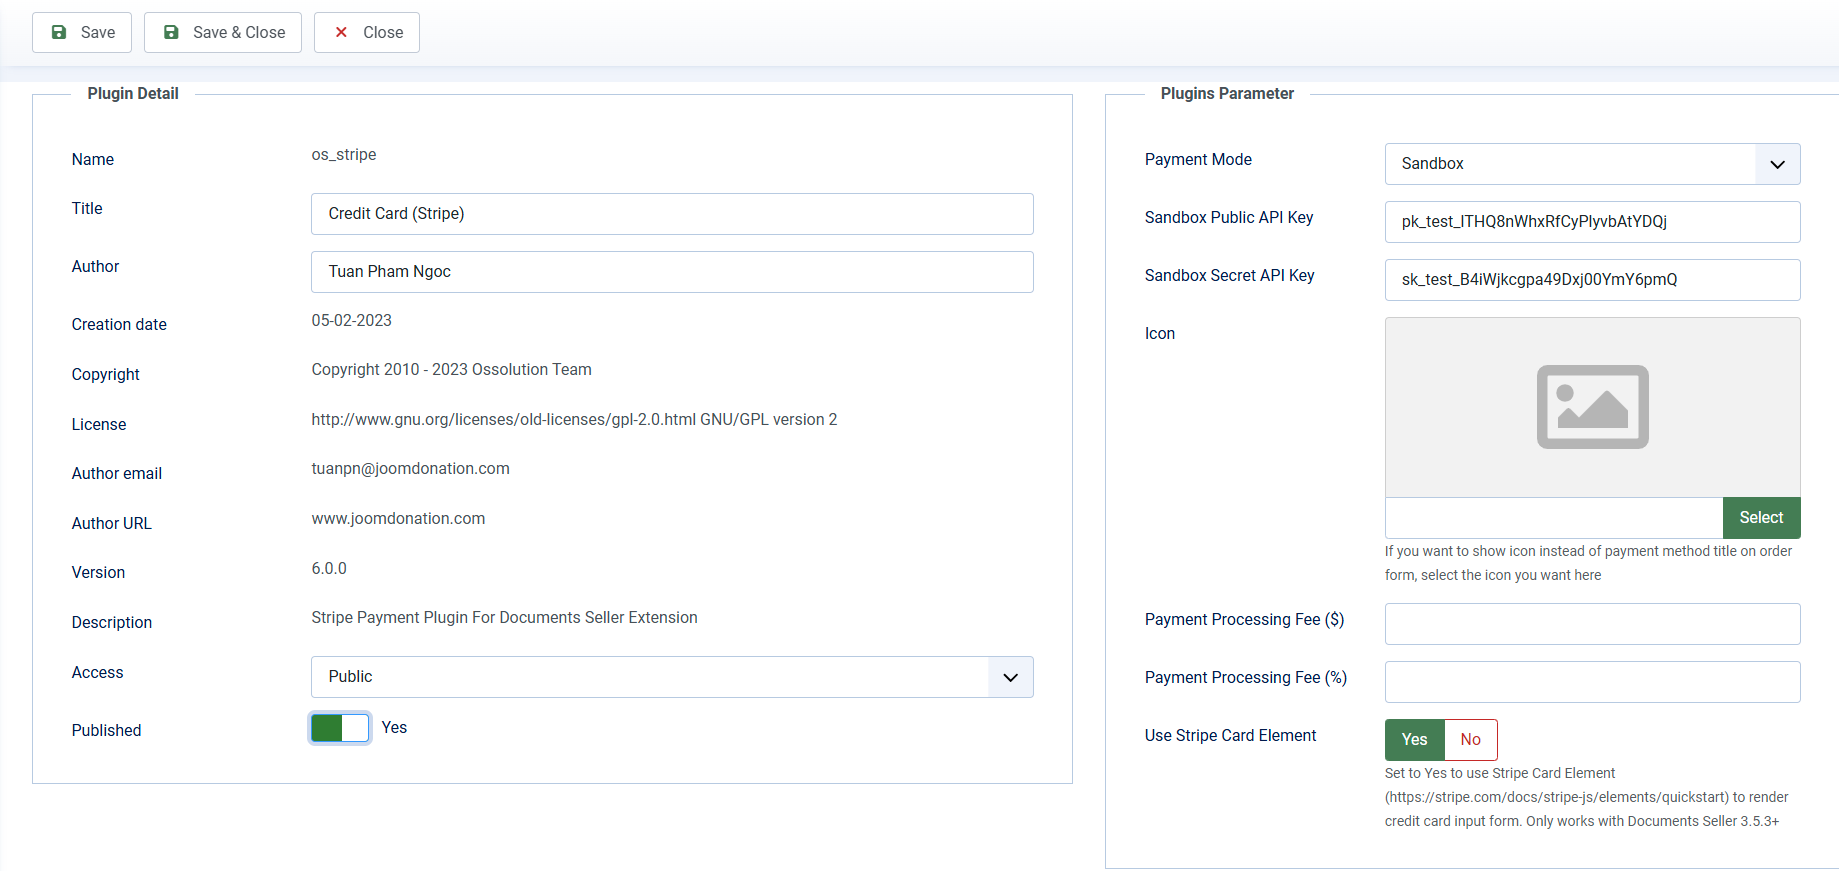 Save
Save & Close
Close
Plugin Detail
Name
os_stripe
Title
Credit Card (Stripe)
Author
Tuan Pham Ngoc
Creation date
05-02-2023
Copyright
Copyright 2010 - 2023 Ossolution Team
License
http://www.gnu.org/licenses/old-licenses/gpl-2.0.html GNU/GPL version 2
Author email
tuanpn@joomdonation.com
Author URL
www.joomdonation.com
Version
6.0.0
Description
Stripe Payment Plugin For Documents Seller Extension
Access
Public
Published
Yes
Plugins Parameter
Payment Mode
Sandbox
Sandbox Public API Key
pk_test_lTHQ8nWhxRfCyPlyvbAtYDQj
Sandbox Secret API Key
sk_test_B4iWjkcgpa49Dxj00YmY6pmQ
Icon
Select
If you want to show icon instead of payment method title on order
form, select the icon you want here
Payment Processing Fee ($)
Payment Processing Fee (%)
Use Stripe Card Element
Yes
No
Set to Yes to use Stripe Card Element
(https://stripe.com/docs/stripe-js/elements/quickstart) to render
credit card input form. Only works with Documents Seller 3.5.3+